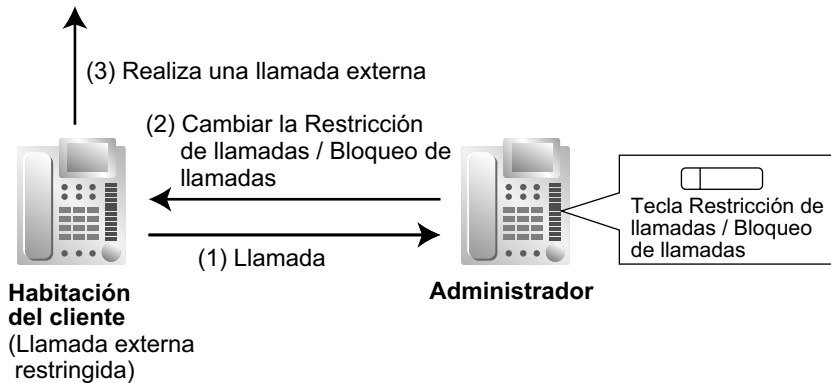 (3) Realiza una llamada externa
(2) Cambiar la Restricción
de llamadas / Bloqueo de
llamadas
(1) Llamada
Habitación
del cliente
(Llamada externa
restringida)
Administrador
Tecla Restricción de
llamadas / Bloqueo
de llamadas